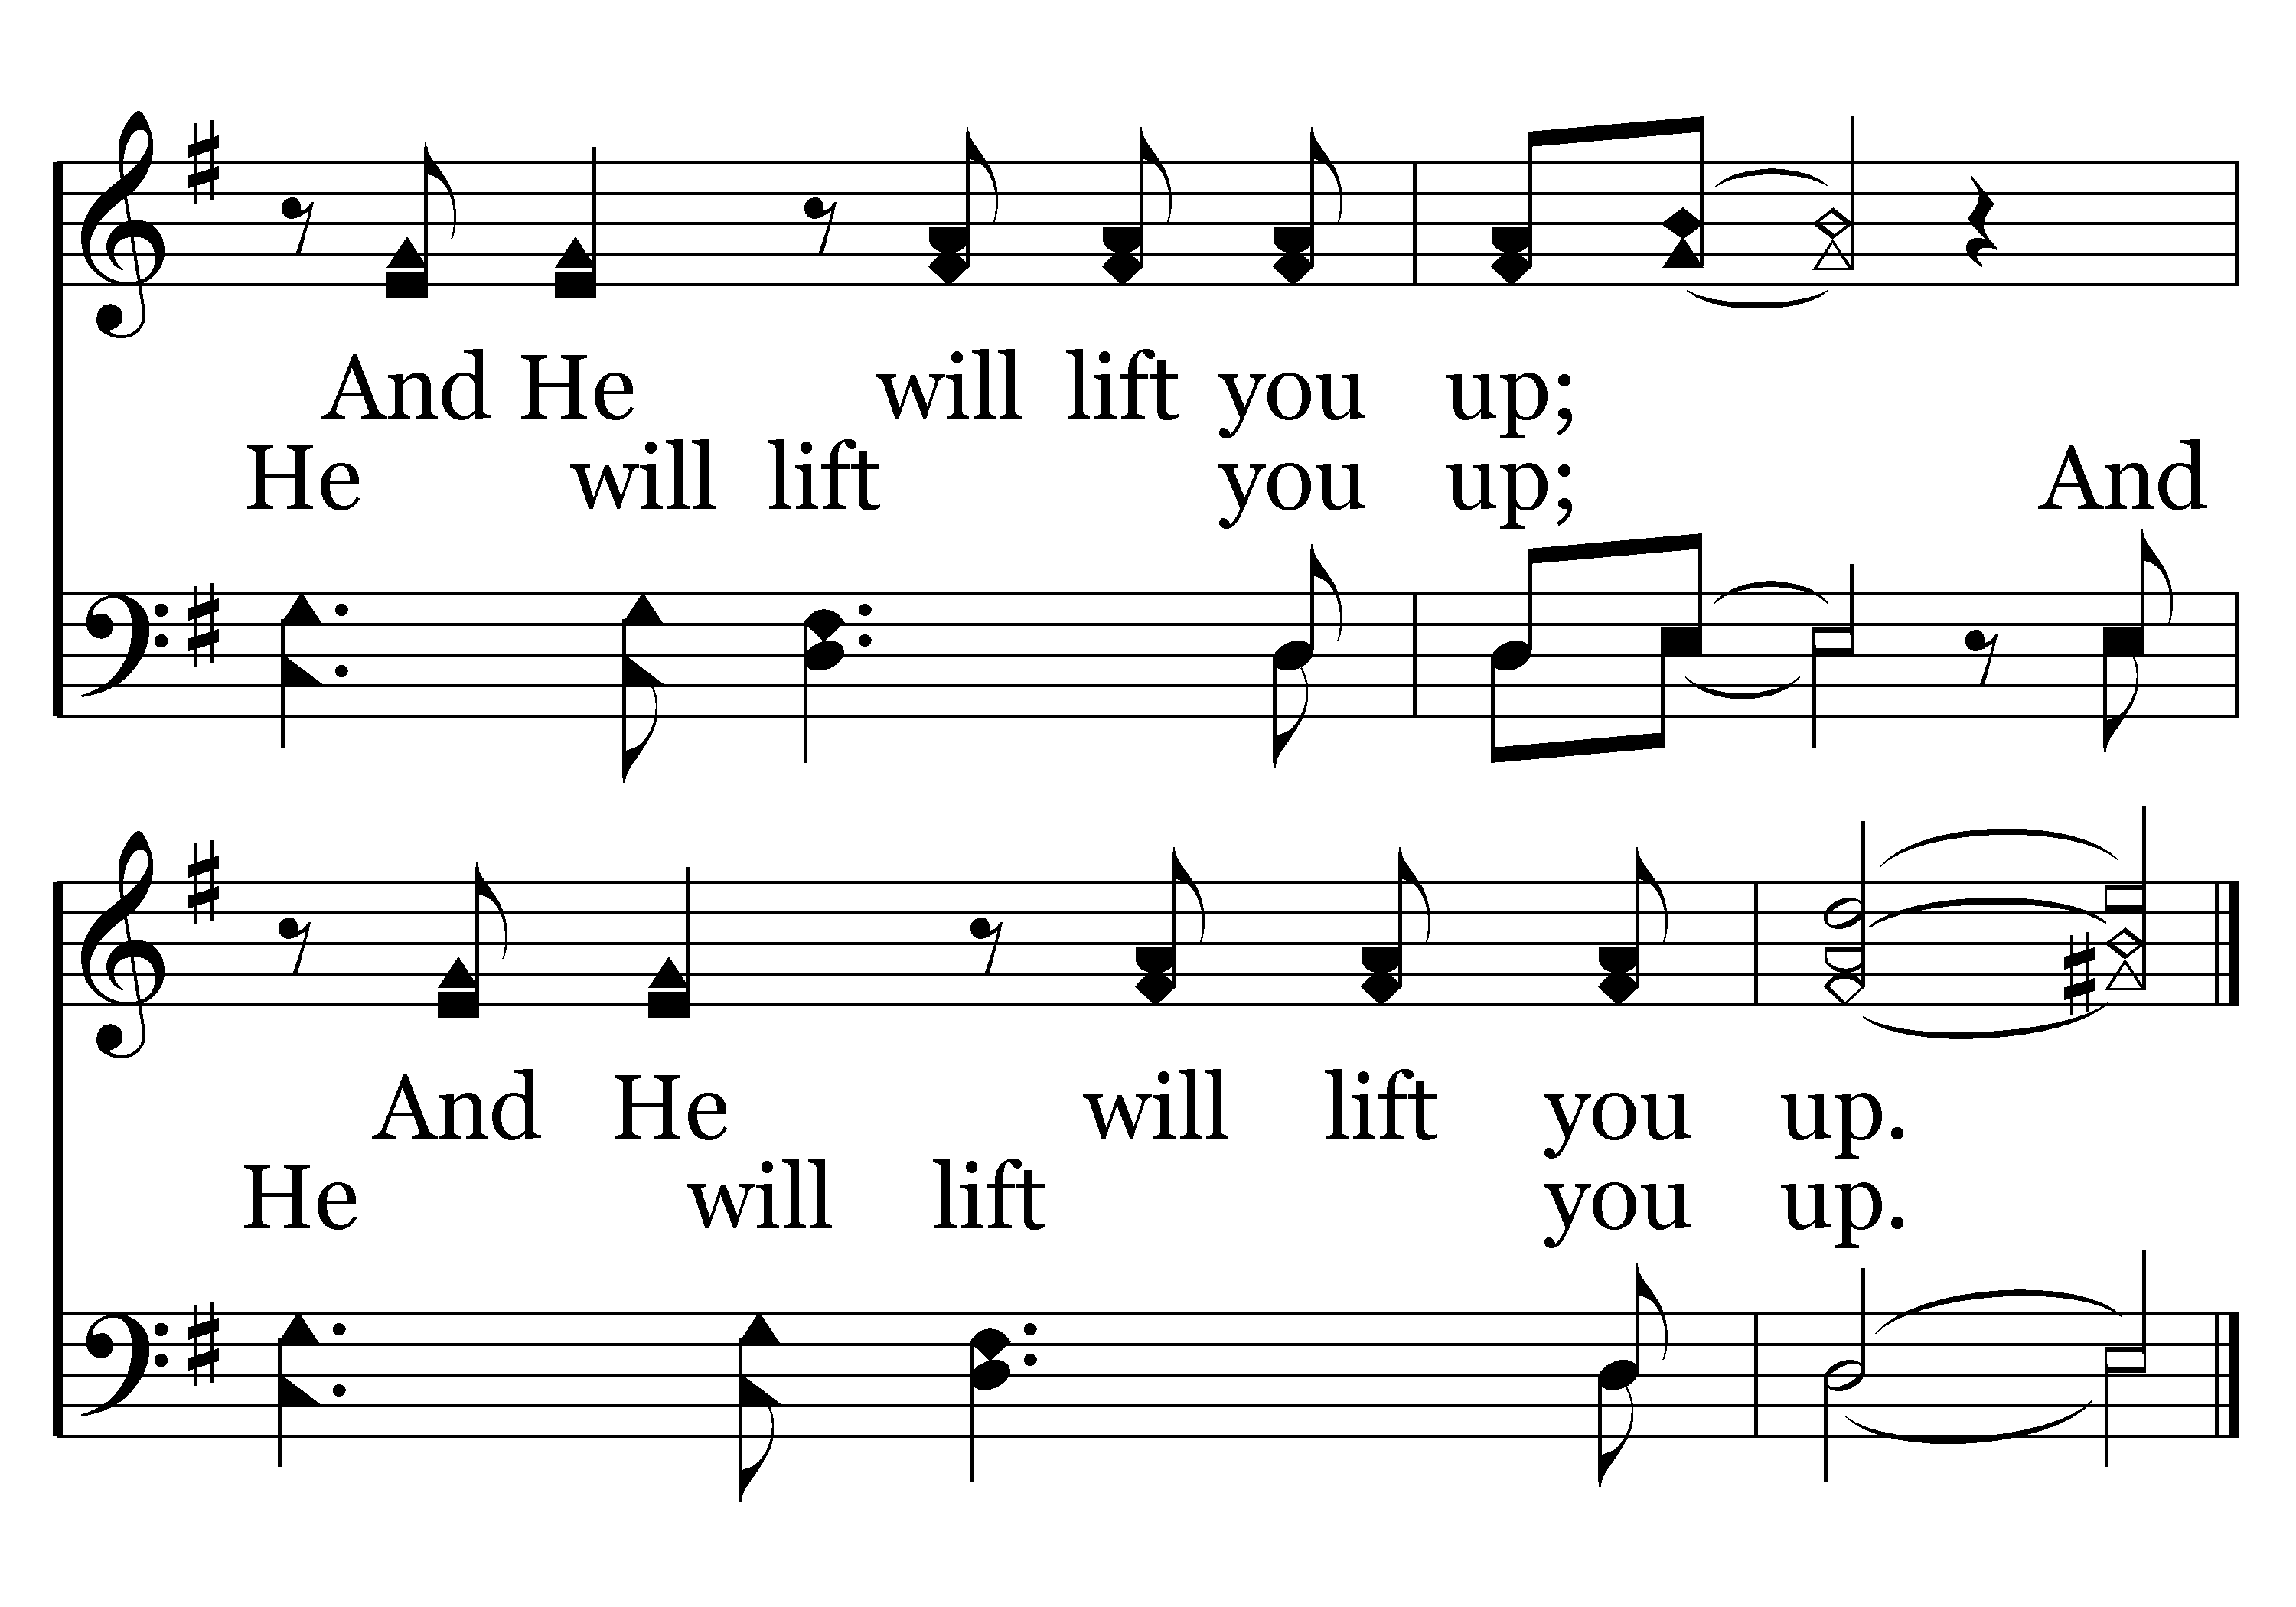 And He will lift you up;
He will lift you up; And
And He will lift you up.
He will lift you up.